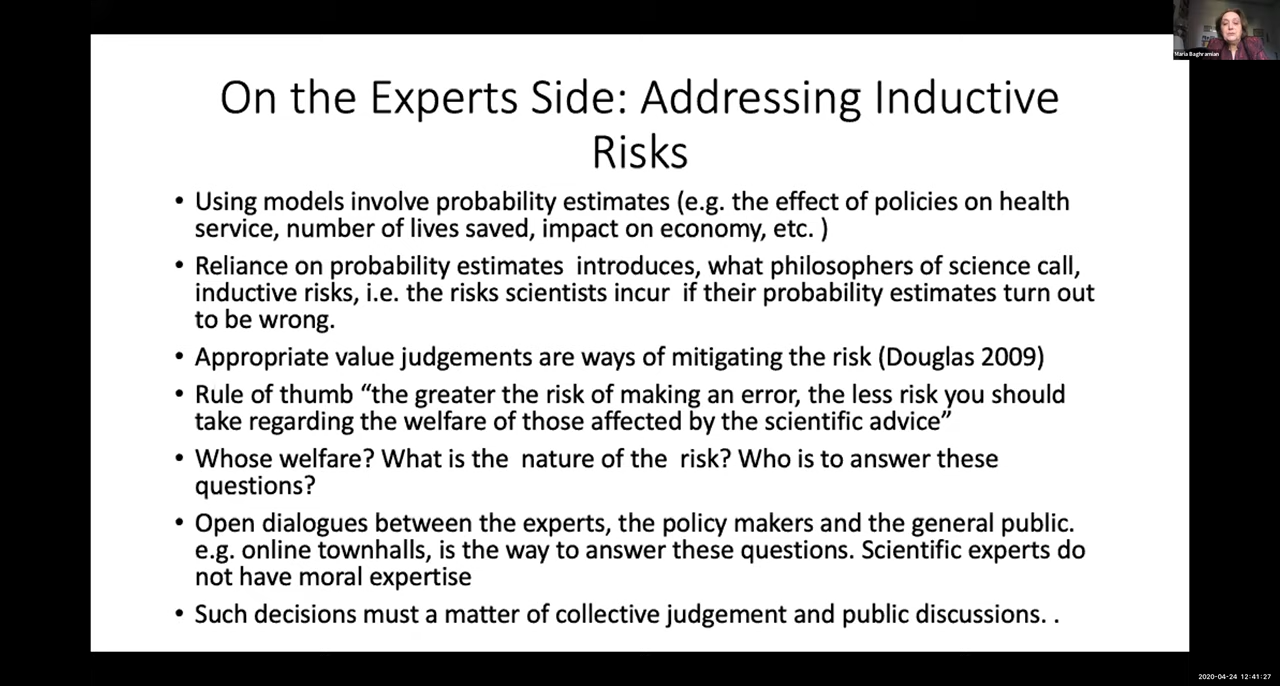 Maria Baghramian
On the Experts Side: Addressing Inductive
Risks
• Using models involve probability estimates (e.g. the effect of policies on health
service, number of lives saved, impact on economy, etc. )
• Reliance on probability estimates  introduces, what philosophers of science call,
inductive risks, i.e. the risks scientists incur  if their probability estimates turn out
to be wrong.
• Appropriate value judgements are ways of mitigating the risk (Douglas 2009)
• Rule of thumb “the greater the risk of making an error, the less risk you should
take regarding the welfare of those affected by the scientific advice”
• Whose welfare? What is the  nature of the  risk? Who is to answer these
questions?
• Open dialogues between the experts, the policy makers and the general public.
e.g. online townhalls, is the way to answer these questions. Scientific experts do
not have moral expertise
• Such decisions must a matter of collective judgement and public discussions. .
2020-04-24 12:41:27